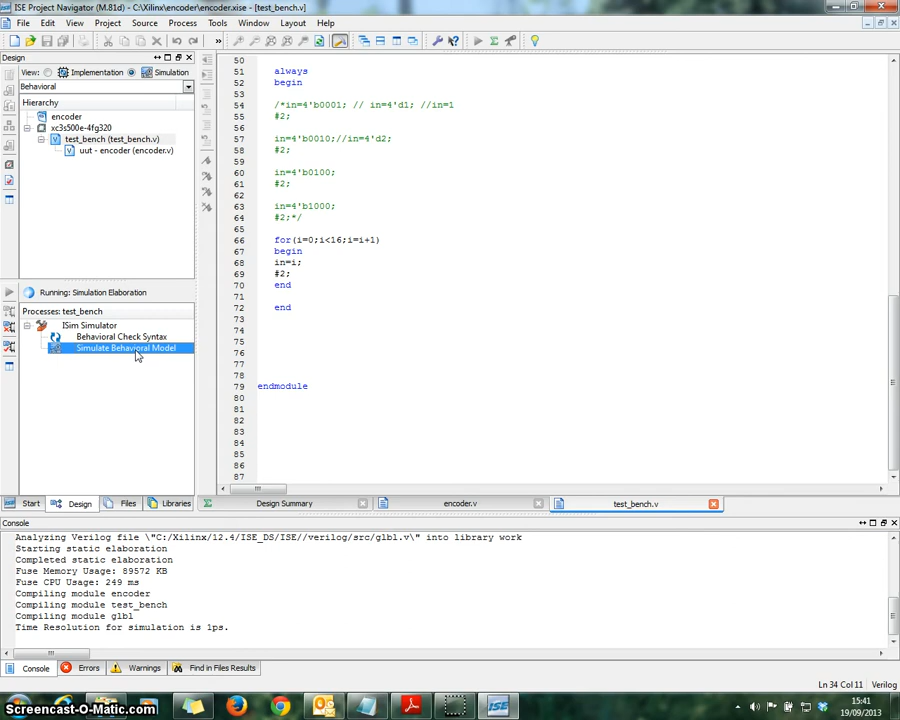 ISE Project Navigator (M.81d) - C:\Xilinx\encoder\encoder.xise - [test_bench.v]
File Edit View Project Source Process Tools Window Layout Help
Design
View: Implementation Simulation
Behavioral
Hierarchy
encoder
xc3s500e-4fg320
test_bench (test_bench.v)
uut - encoder (encoder.v)
Running: Simulation Elaboration
Processes: test_bench
ISim Simulator
Behavioral Check Syntax
Simulate Behavioral Model
Start Design Files Libraries
50
51 always
52 begin
53
54 /*in=4'b0001; // in=4'd1; //in=1
55 #2;
56
57 in=4'b0010;//in=4'd2;
58 #2;
59
60 in=4'b0100;
61 #2;
62
63 in=4'b1000;
64 #2;*/
65
66 for(i=0;i<16;i=i+1)
67 begin
68 in=i;
69 #2;
70 end
71
72 end
73
74
75
76
77
78
79 endmodule
80
81
82
83
84
85
86
87
Design Summary encoder.v test_bench.v
Console
Analyzing Verilog file \"C:/Xilinx/12.4/ISE_DS/ISE//verilog/src/glbl.v\" into library work
Starting static elaboration
Completed static elaboration
Fuse Memory Usage: 89572 KB
Fuse CPU Usage: 249 ms
Compiling module encoder
Compiling module test_bench
Compiling module glbl
Time Resolution for simulation is 1ps.
Console Errors Warnings Find in Files Results
Ln 34 Col 11 Verilog
Screencast-O-Matic.com
ISE
15:41
19/09/2013